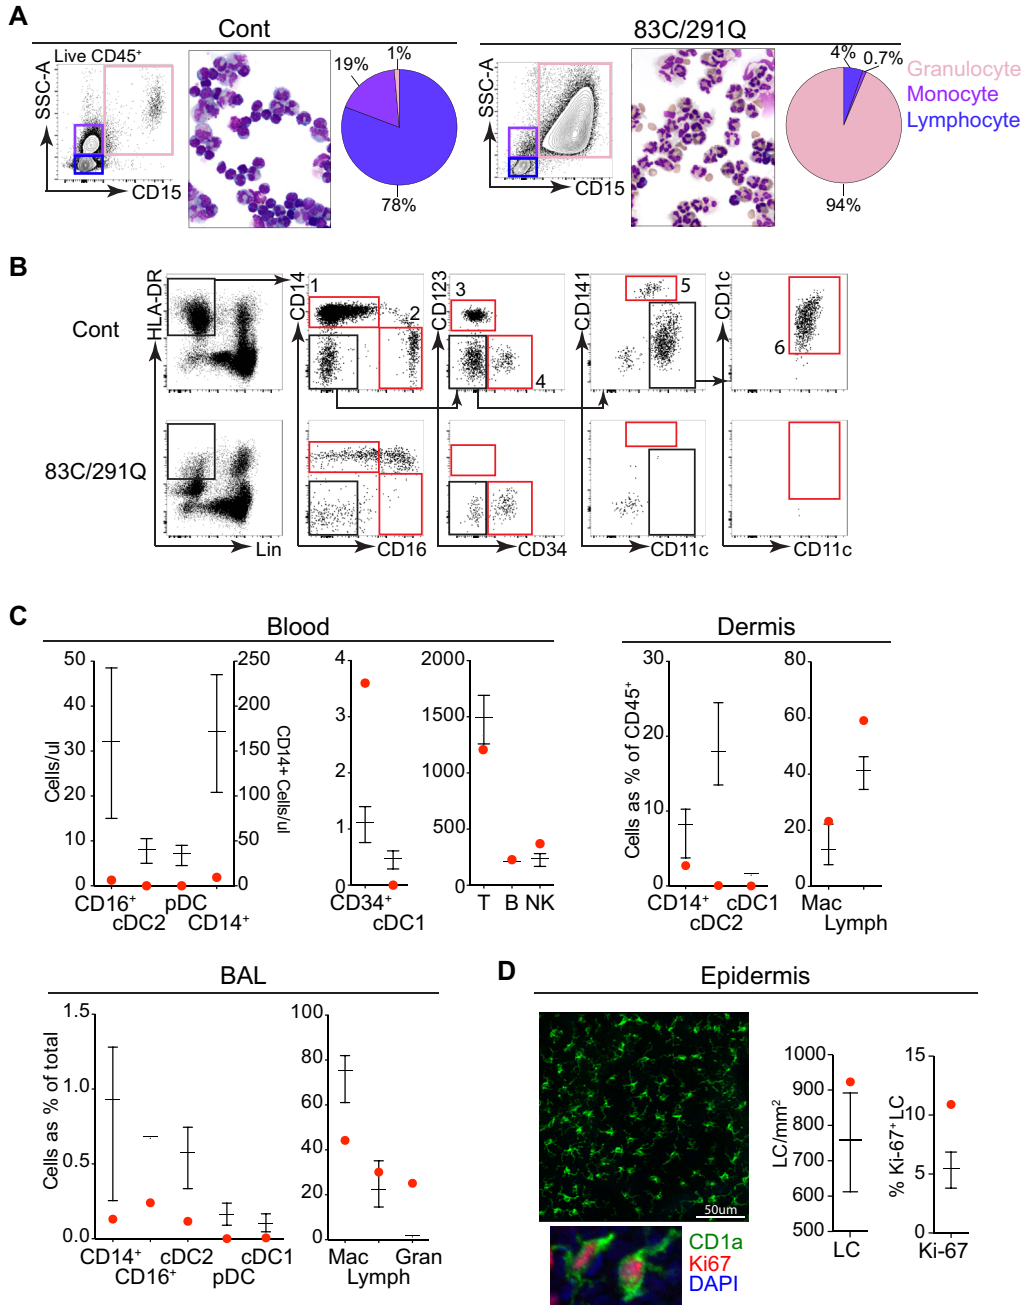 A
Cont
83C/291Q
Live CD45+
SSC-A
CD15
19%
1%
78%
SSC-A
CD15
4%
0.7%
94%
Granulocyte
Monocyte
Lymphocyte
B
Cont
HLA-DR
CD14
1
2
CD123
3
4
CD141
5
CD1c
6
83C/291Q
Lin
CD16
CD34
CD11c
CD11c
C
Blood
Dermis
50
40
30
20
10
0
Cells/ul
250
200
150
100
50
0
CD14+ Cells/ul
CD16+
cDC2
pDC
CD14+
4
3
2
1
0
CD34+
cDC1
2000
1500
1000
500
0
T B NK
30
20
10
0
Cells as % of CD45+
CD14+
cDC2
cDC1
80
60
40
20
0
Mac
Lymph
BAL
1.5
1.0
0.5
0.0
Cells as % of total
CD14+
CD16+
cDC2
pDC
cDC1
100
80
60
40
20
0
Mac
Lymph
Gran
D
Epidermis
50um
CD1a
Ki67
DAPI
1000
900
800
700
600
500
LC/mm2
LC
15
10
5
0
% Ki-67+LC
Ki-67